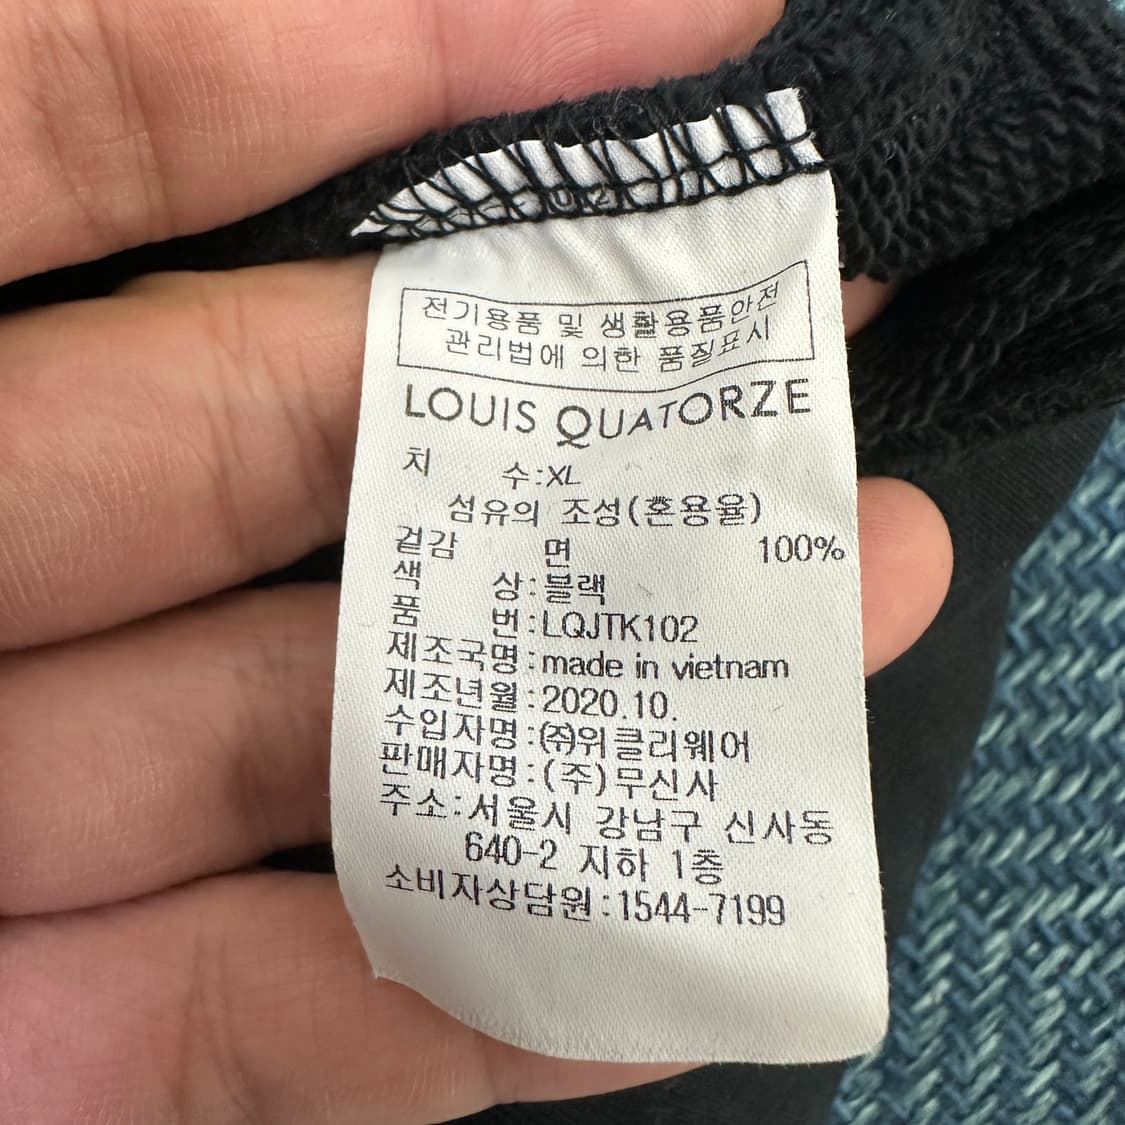 전기용품 및 생활용품안전
관리법에 의한 품질표시
LOUIS QUATORZE
치 수:XL
섬유의 조성(혼용율)
겉감 면 100%
색 상:블랙
품 번:LQJTK102
제조국명:made in vietnam
제조년월:2020.10.
수입자명:㈜위클리웨어
판매자명:(주)무신사
주소:서울시 강남구 신사동
640-2 지하 1층
소비자상담원:1544-7199